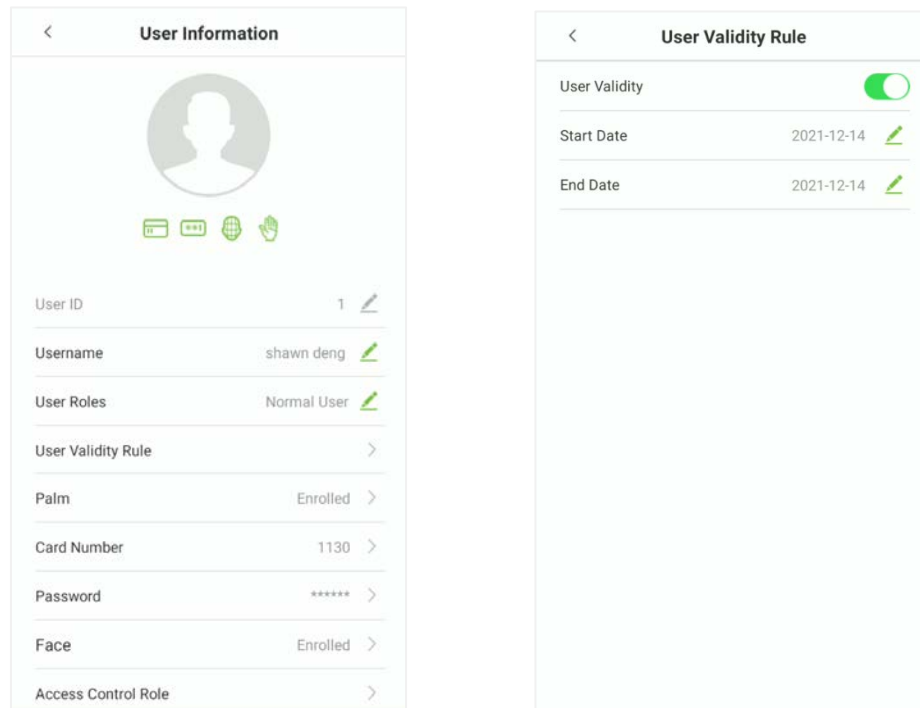 User Information
User ID 1
Username shawn deng
User Roles Normal User
User Validity Rule
Palm Enrolled
Card Number 1130
Password ******
Face Enrolled
Access Control Role
User Validity Rule
User Validity
Start Date 2021-12-14
End Date 2021-12-14